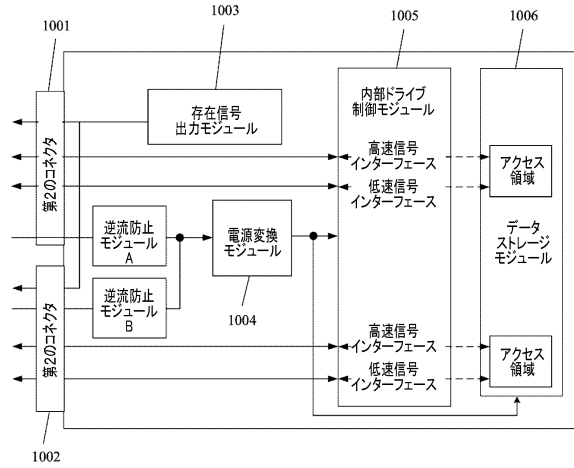 1001
1003
1005
1006
第2のコネクタ
存在信号
出力モジュール
内部ドライブ
制御モジュール
高速信号
インターフェース
低速信号
インターフェース
アクセス
領域
逆流防止
モジュール
A
電源変換
モジュール
データ
ストレージ
モジュール
第2のコネクタ
逆流防止
モジュール
B
1004
高速信号
インターフェース
低速信号
インターフェース
アクセス
領域
1002